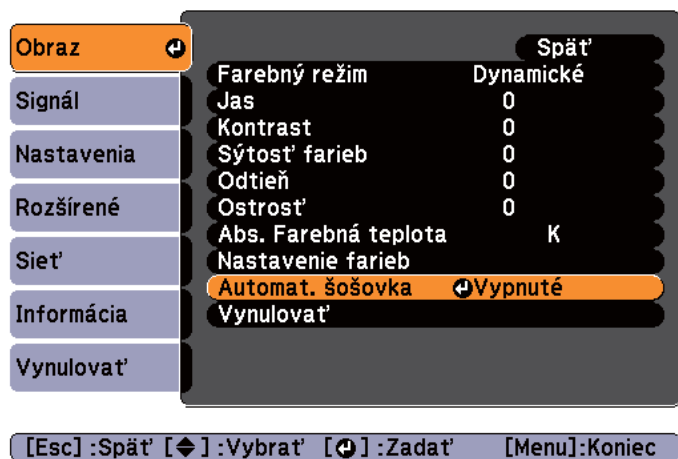 Obraz
Signál
Nastavenia
Rozšírené
Sieť
Informácia
Vynulovať
Späť
Farebný režim Dynamické
Jas 0
Kontrast 0
Sýtosť farieb 0
Odtieň 0
Ostrosť 0
Abs. Farebná teplota K
Nastavenie farieb
Automat. šošovka Vypnuté
Vynulovať
[Esc] :Späť [ ] :Vybrať [ ] :Zadať [Menu]:Koniec